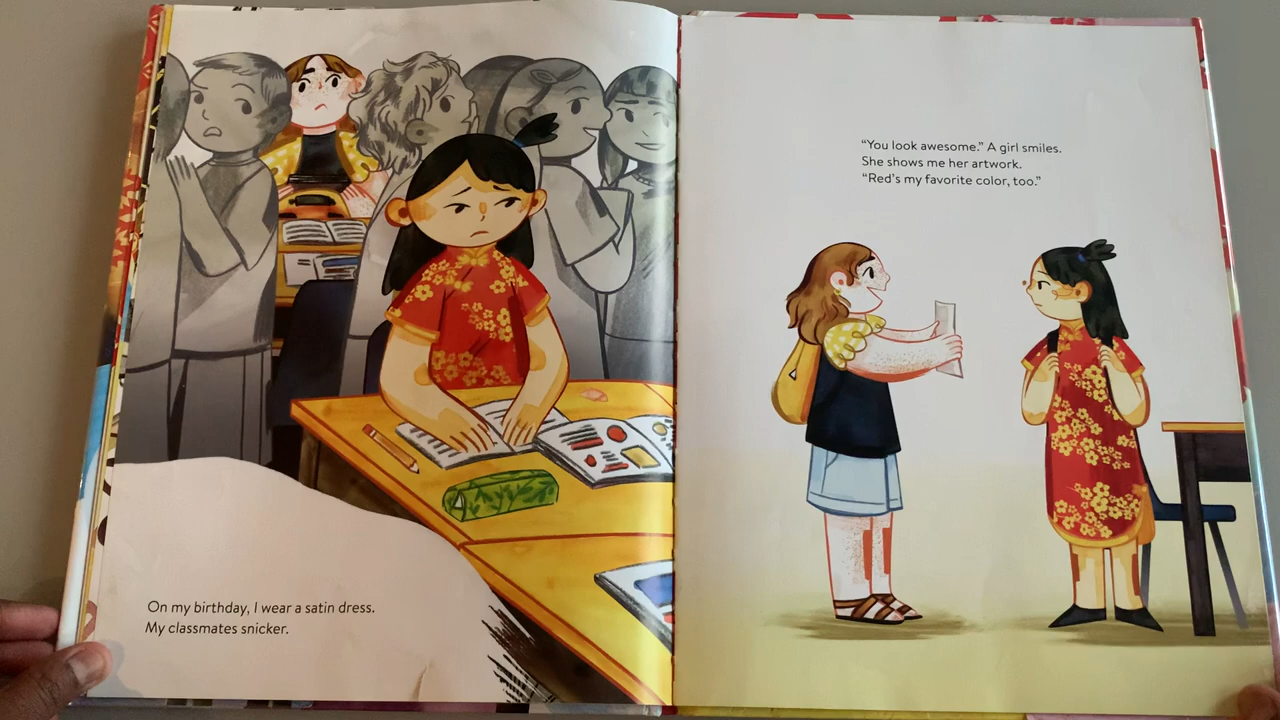 On my birthday, I wear a satin dress.
My classmates snicker.
“You look awesome.” A girl smiles.
She shows me her artwork.
“Red’s my favorite color, too.”